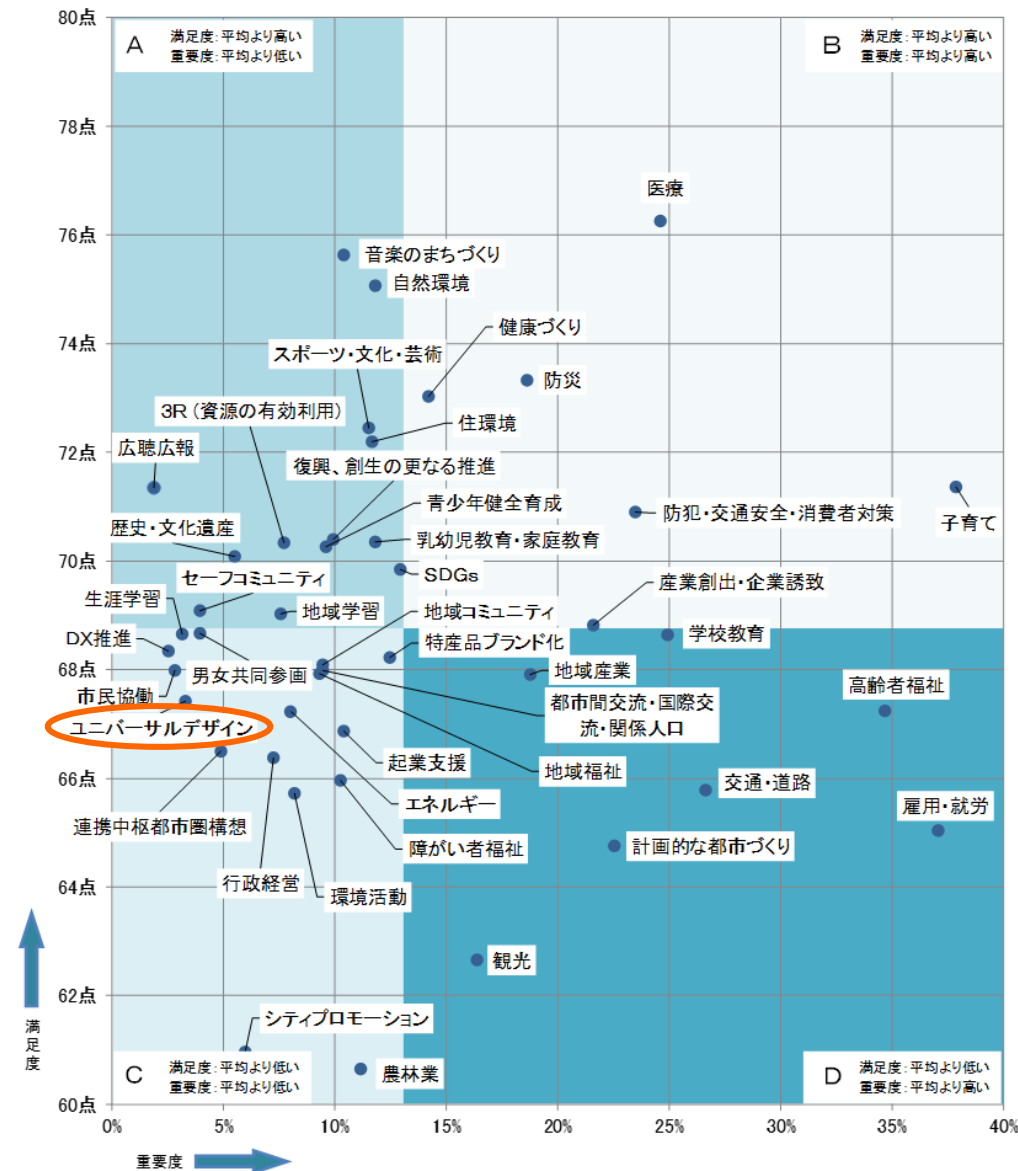 80点
A
満足度:平均より高い
重要度:平均より低い
B
満足度:平均より高い
重要度:平均より高い
78点
医療
76点
音楽のまちづくり
自然環境
健康づくり
74点
スポーツ・文化・芸術
防災
3R(資源の有効利用)
住環境
72点
広聴広報
復興、創生の更なる推進
青少年健全育成
防犯・交通安全・消費者対策
子育て
歴史・文化遺産
乳幼児教育・家庭教育
70点
セーフコミュニティ
SDGs
産業創出・企業誘致
生涯学習
地域学習
地域コミュニティ
学校教育
DX推進
特産品ブランド化
68点
男女共同参画
地域産業
高齢者福祉
市民協働
都市間交流・国際交
流・関係人口
ユニバーサルデザイン
起業支援
地域福祉
66点
交通・道路
エネルギー
雇用・就労
連携中枢都市圏構想
障がい者福祉
計画的な都市づくり
64点
行政経営
環境活動
観光
62点
シティプロモーション
満足度
C
満足度:平均より低い
重要度:平均より低い
農林業
D
満足度:平均より低い
重要度:平均より高い
60点
0%
5%
10%
15%
20%
25%
30%
35%
40%
重要度